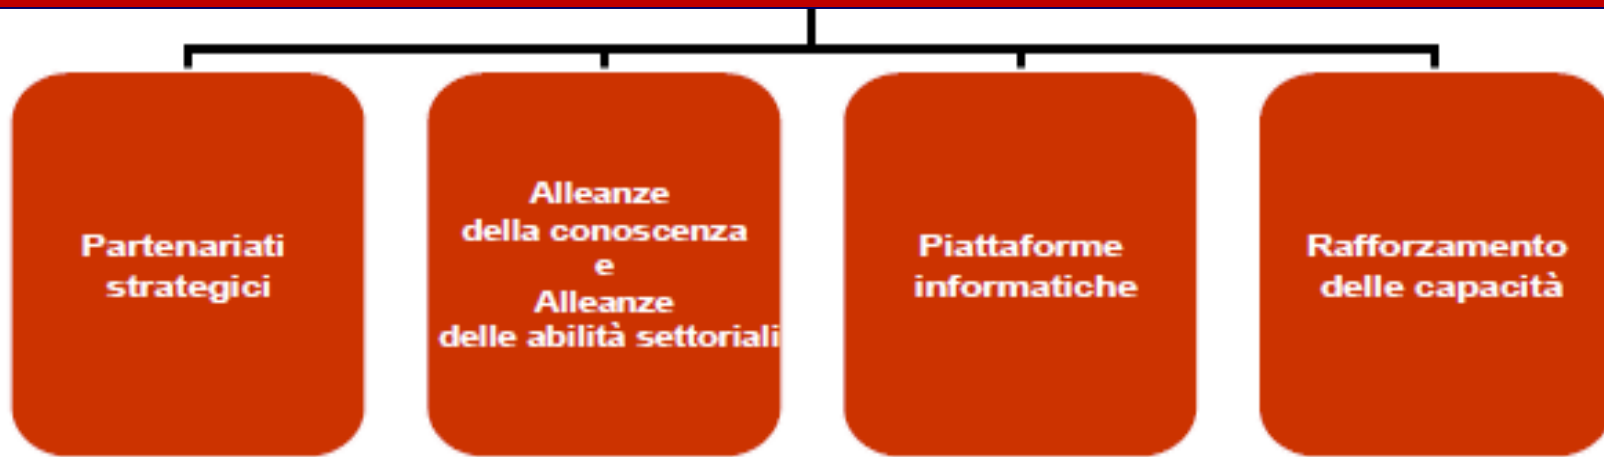 Partenariati
strategici
Alleanze
della conoscenza
e
Alleanze
delle abilità settoriali
Piattaforme
informatiche
Rafforzamento
delle capacità